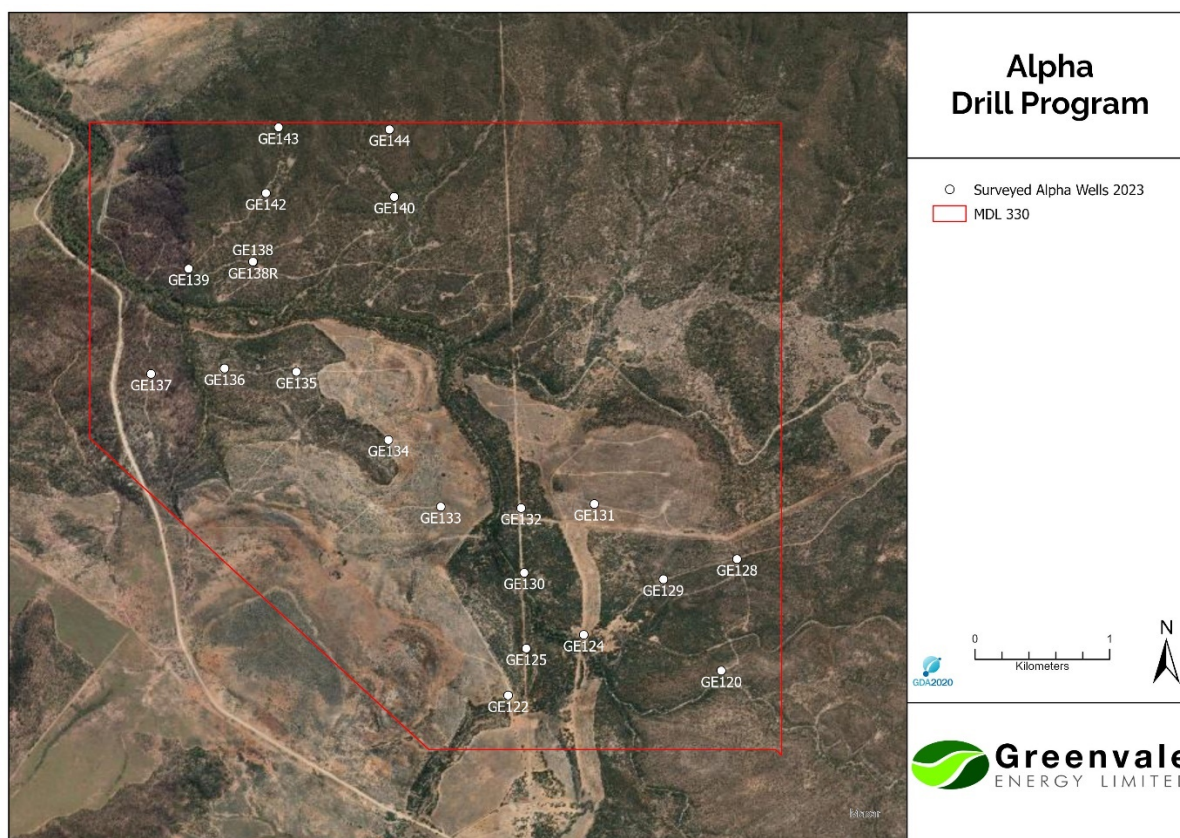 Alpha
Drill Program
Surveyed Alpha Wells 2023
MDL 330
GE143
GE144
GE142
GE140
GE138
GE138R
GE139
GE137
GE136
GE135
GE134
GE133
GE132
GE131
GE130
GE129
GE128
GE124
GE125
GE120
GE122
0
1
Kilometers
N
GDA2020
Greenvale
ENERGY LIMITED
Maxar